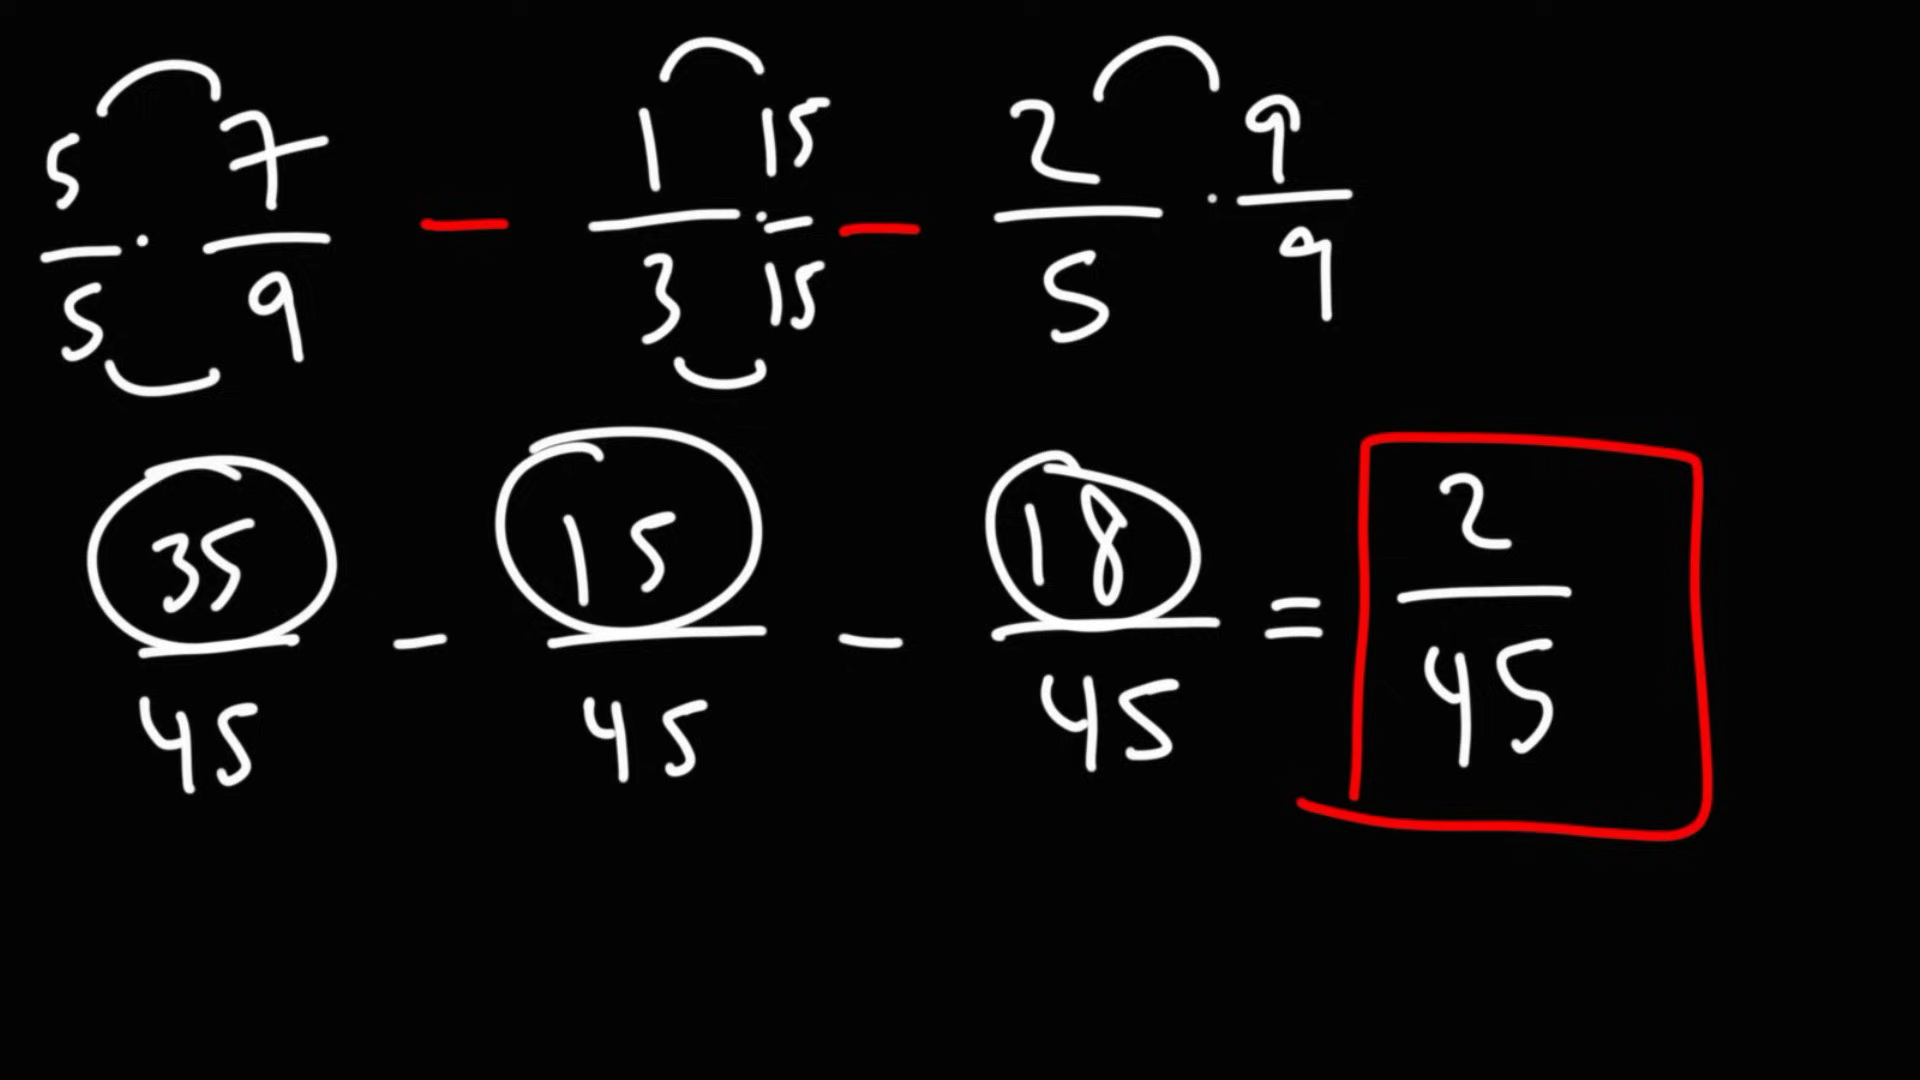 5/5 · 7/9 − 1/3 · 15/15 − 2/5 · 9/9
35/45 − 15/45 − 18/45 = 2/45